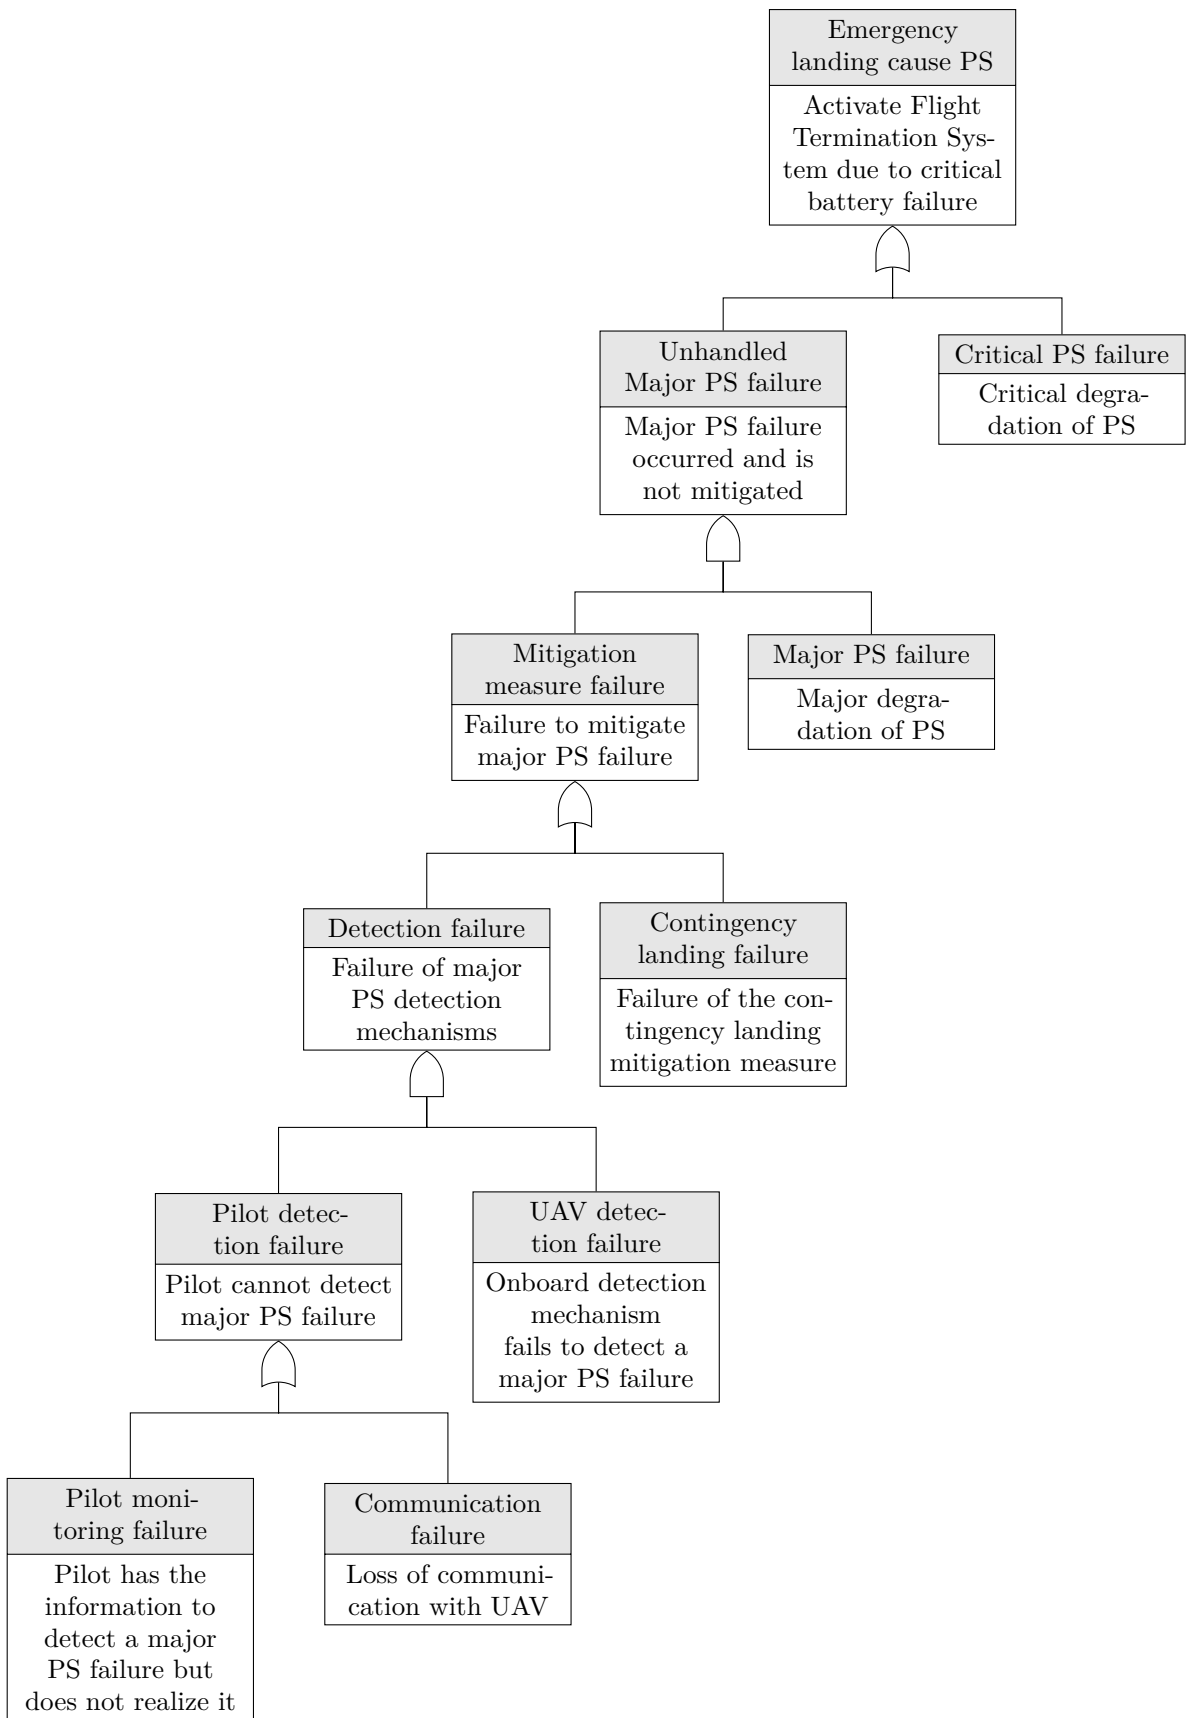 Emergency
landing cause PS
Activate Flight
Termination Sys-
tem due to critical
battery failure
Unhandled
Major PS failure
Major PS failure
occurred and is
not mitigated
Critical PS failure
Critical degra-
dation of PS
Mitigation
measure failure
Failure to mitigate
major PS failure
Major PS failure
Major degra-
dation of PS
Detection failure
Failure of major
PS detection
mechanisms
Contingency
landing failure
Failure of the con-
tingency landing
mitigation measure
Pilot detec-
tion failure
Pilot cannot detect
major PS failure
UAV detec-
tion failure
Onboard detection
mechanism
fails to detect a
major PS failure
Pilot moni-
toring failure
Pilot has the
information to
detect a major
PS failure but
does not realize it
Communication
failure
Loss of communi-
cation with UAV